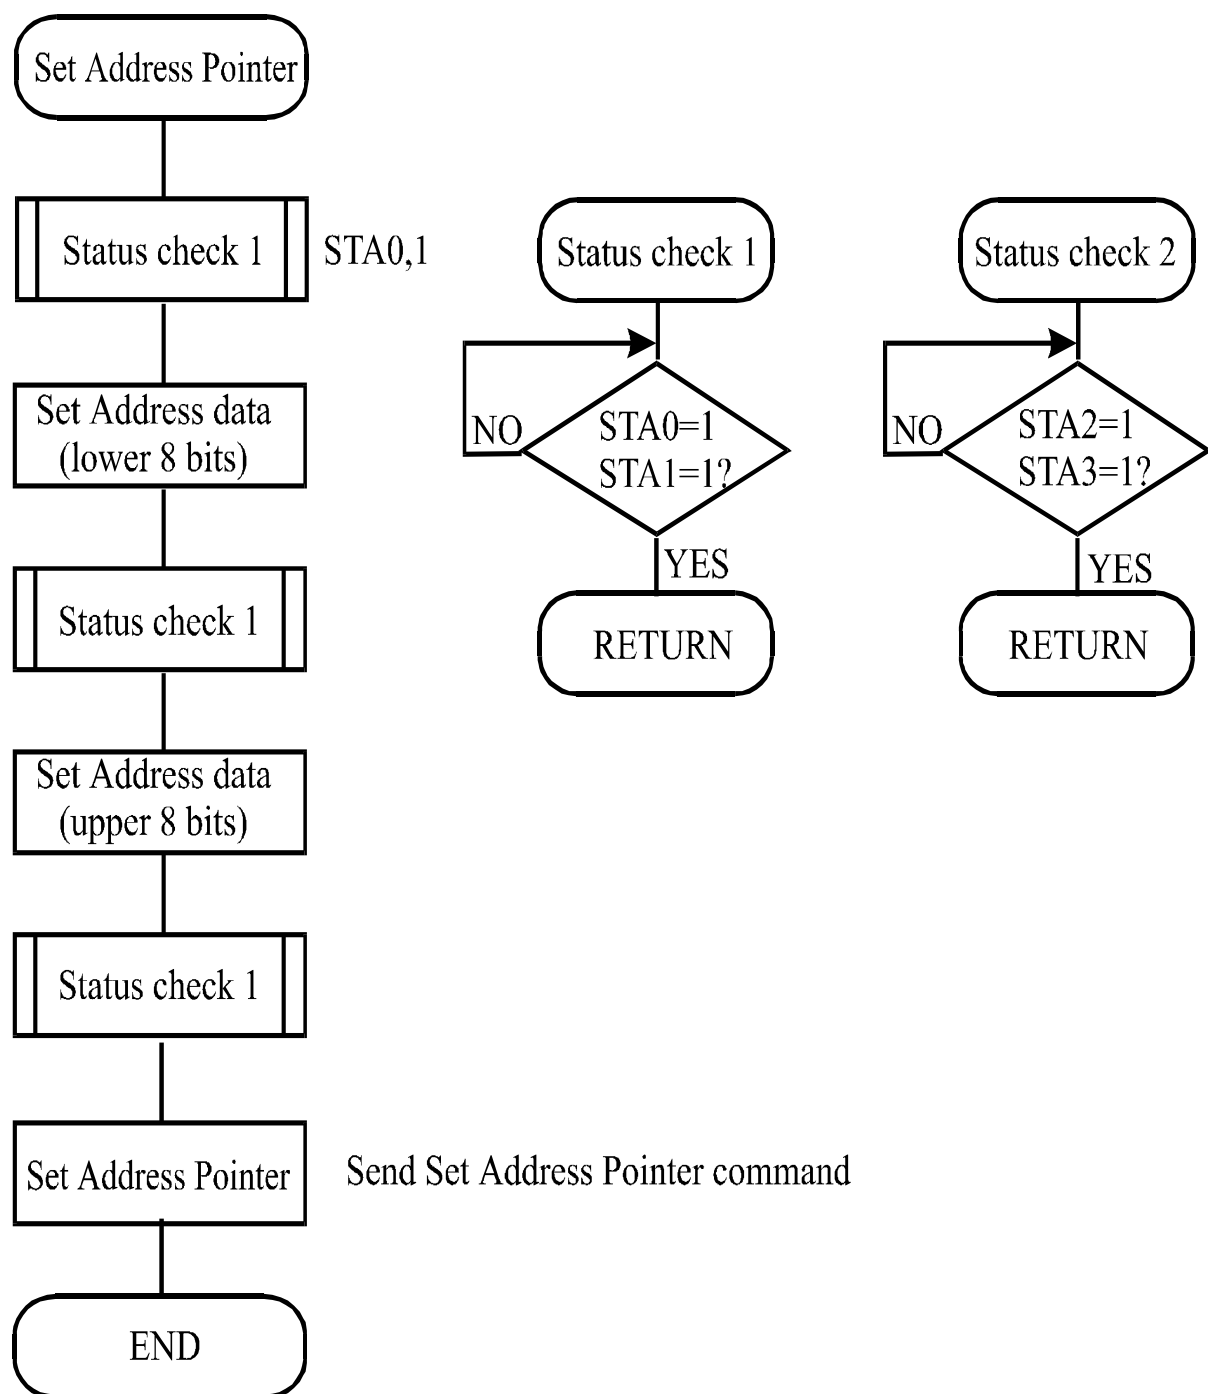 Set Address Pointer
Status check 1
STA0,1
Set Address data
(lower 8 bits)
Status check 1
Set Address data
(upper 8 bits)
Status check 1
Set Address Pointer
Send Set Address Pointer command
END
Status check 1
NO
STA0=1
STA1=1?
YES
RETURN
Status check 2
NO
STA2=1
STA3=1?
YES
RETURN